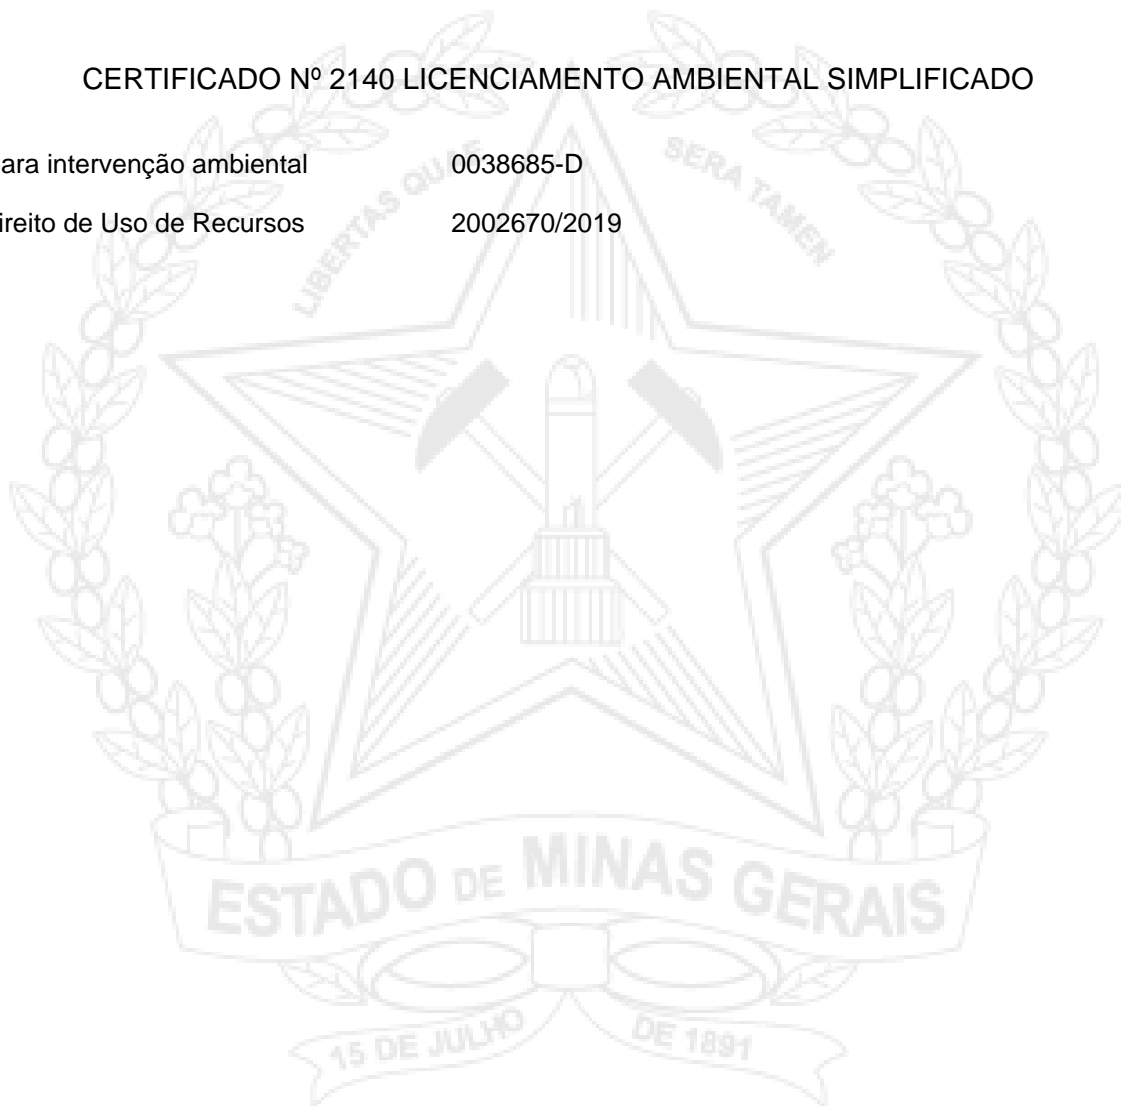 CERTIFICADO Nº 2140 LICENCIAMENTO AMBIENTAL SIMPLIFICADO
ara intervenção ambiental 0038685-D
ireito de Uso de Recursos 2002670/2019
LIBERTAS QUAE SERA TAMEN
ESTADO DE MINAS GERAIS
15 DE JULHO DE 1891